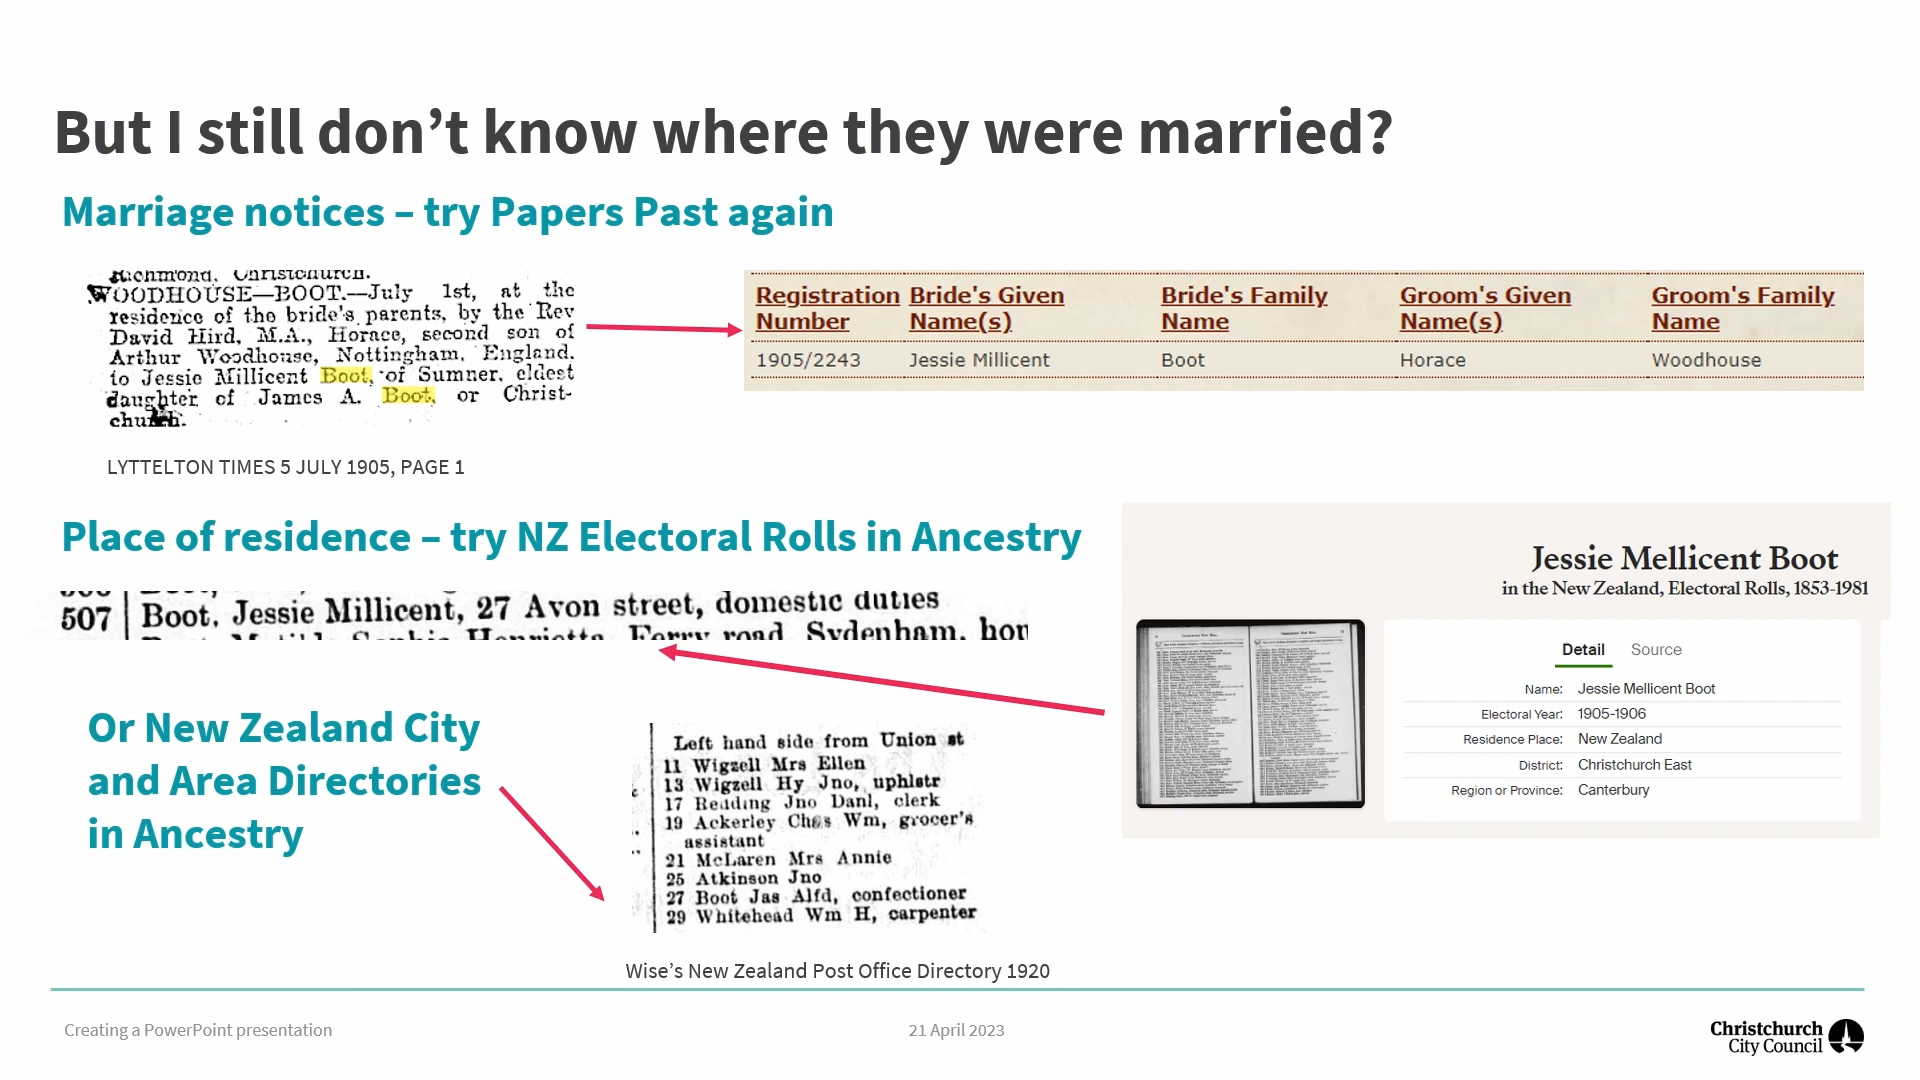 But I still don’t know where they were married?
Marriage notices – try Papers Past again
Richmond, Christchurch.
WOODHOUSE—BOOT.—July 1st, at the
residence of the bride's parents, by the Rev
David Hird, M.A., Horace, second son of
Arthur Woodhouse, Nottingham, England,
to Jessie Millicent Boot, of Sumner, eldest
daughter of James A. Boot, or Christ-
church.
LYTTELTON TIMES 5 JULY 1905, PAGE 1
Registration Number Bride's Given Name(s) Bride's Family Name Groom's Given Name(s) Groom's Family Name
1905/2243 Jessie Millicent Boot Horace Woodhouse
Place of residence – try NZ Electoral Rolls in Ancestry
507 Boot, Jessie Millicent, 27 Avon street, domestic duties
Ferry road, Sydenham,
Jessie Mellicent Boot
in the New Zealand, Electoral Rolls, 1853-1981
Detail Source
Name: Jessie Mellicent Boot
Electoral Year: 1905-1906
Residence Place: New Zealand
District: Christchurch East
Region or Province: Canterbury
Or New Zealand City
and Area Directories
in Ancestry
Left hand side from Union st
11 Wigzell Mrs Ellen
13 Wigzell Hy Jno, uphlstr
17 Reading Jno Danl, clerk
19 Ackerley Chas Wm, grocer's
assistant
21 McLaren Mrs Annie
25 Atkinson Jno
27 Boot Jas Alfd, confectioner
29 Whitehead Wm H, carpenter
Wise’s New Zealand Post Office Directory 1920
Creating a PowerPoint presentation
21 April 2023
Christchurch
City Council